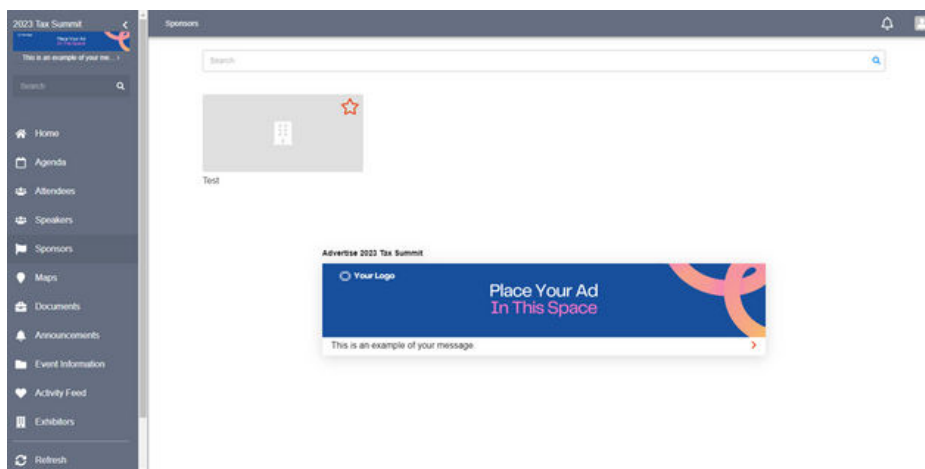 2023 Tax Summit
Place Your Ad
In This Space
This is an example of your me...
Search
Home
Agenda
Attendees
Speakers
Sponsors
Maps
Documents
Announcements
Event Information
Activity Feed
Exhibitors
Refresh
Sponsors
Search
Test
Advertise 2023 Tax Summit
Your Logo
Place Your Ad
In This Space
This is an example of your message.